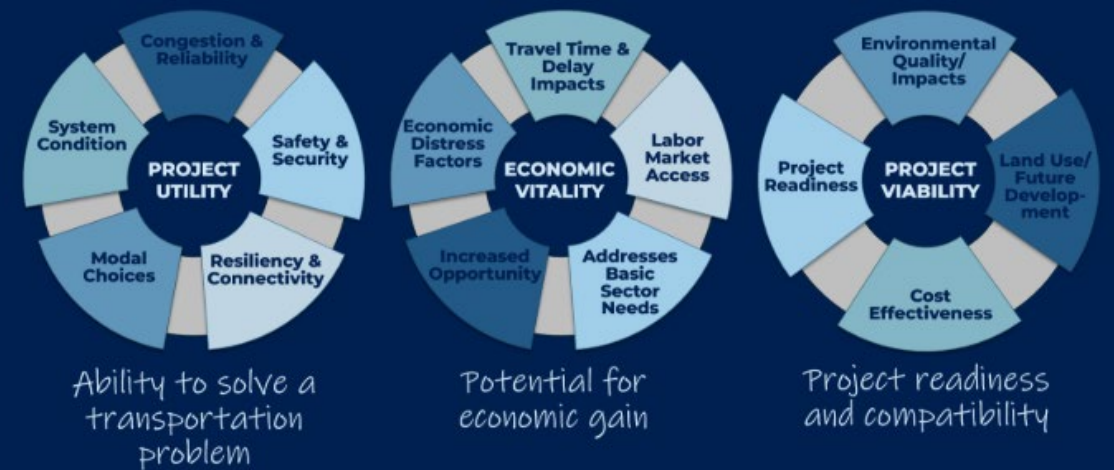 Congestion &
Reliability
System
Condition
Safety &
Security
PROJECT
UTILITY
Modal
Choices
Resiliency &
Connectivity
Ability to solve a
transportation
problem
Travel Time &
Delay
Impacts
Economic
Distress
Factors
Labor
Market
Access
ECONOMIC
VITALITY
Increased
Opportunity
Addresses
Basic
Sector
Needs
Potential for
economic gain
Environmental
Quality/
Impacts
Project
Readiness
Land Use/
Future
Develop-
ment
PROJECT
VIABILITY
Cost
Effectiveness
Project readiness
and compatibility